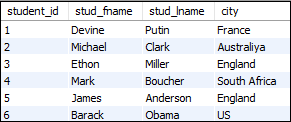 student_id stud_fname stud_lname city
1 Devine Putin France
2 Michael Clark Australiya
3 Ethon Miller England
4 Mark Boucher South Africa
5 James Anderson England
6 Barack Obama US